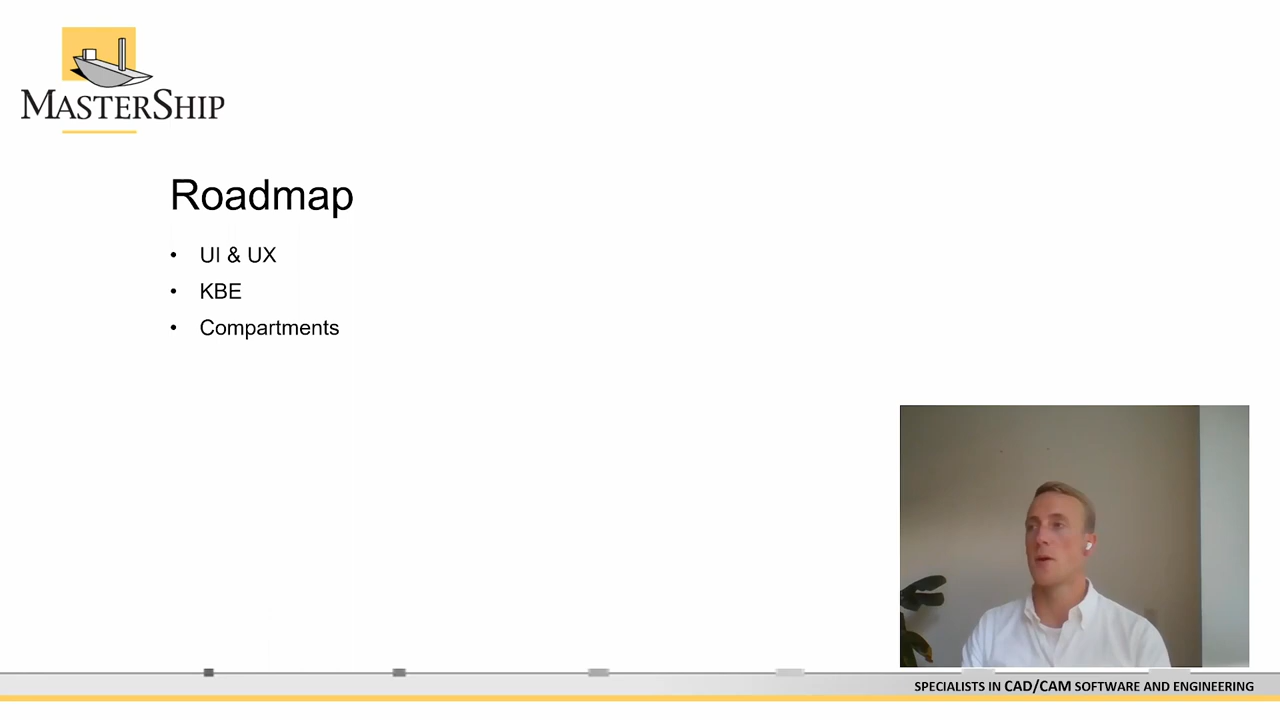 MASTERSHIP
Roadmap
• UI & UX
• KBE
• Compartments
SPECIALISTS IN CAD/CAM SOFTWARE AND ENGINEERING